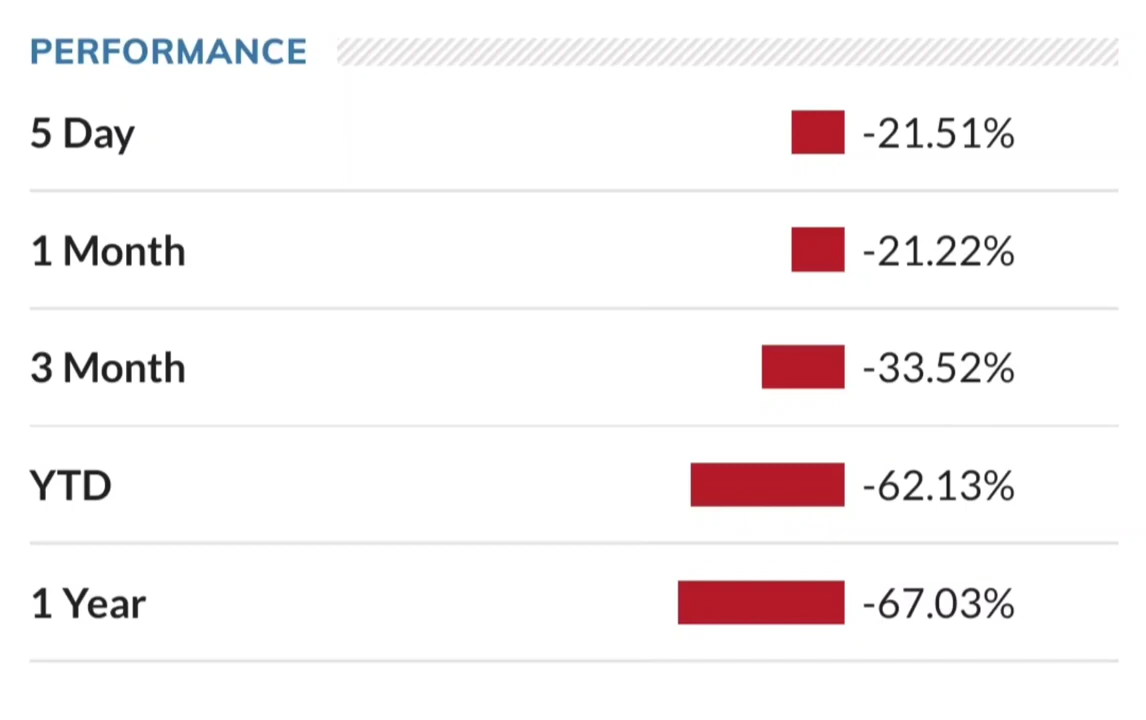 PERFORMANCE
5 Day -21.51%
1 Month -21.22%
3 Month -33.52%
YTD -62.13%
1 Year -67.03%